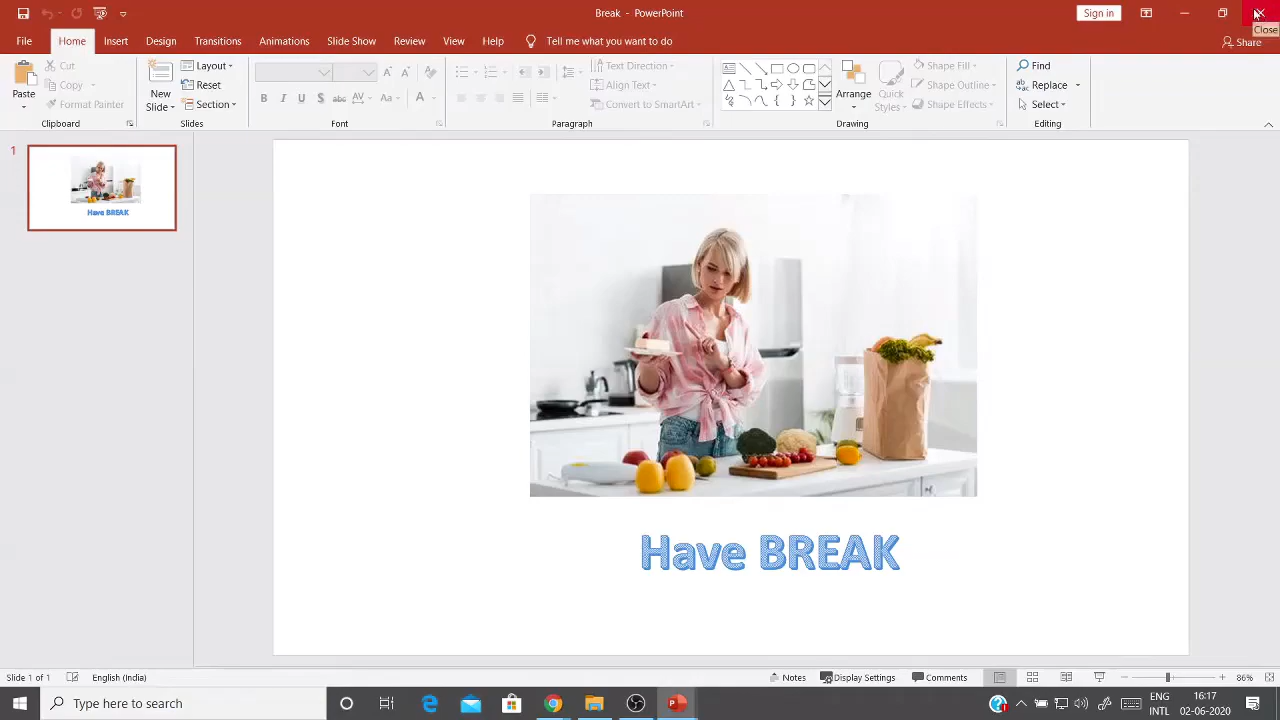 Break - PowerPoint
Sign in
Close
File Home Insert Design Transitions Animations Slide Show Review View Help Tell me what you want to do Share
Paste
Cut
Copy
Format Painter
Clipboard
New Slide
Layout
Reset
Section
Slides
B I U S abc AV Aa A
Font
Text Direction
Align Text
Convert to SmartArt
Paragraph
Arrange
Quick Styles
Shape Fill
Shape Outline
Shape Effects
Drawing
Find
Replace
Select
Editing
1
Have BREAK
Have BREAK
Slide 1 of 1 English (India) Notes Display Settings Comments 86%
Type here to search
ENG
INTL
16:17
02-06-2020